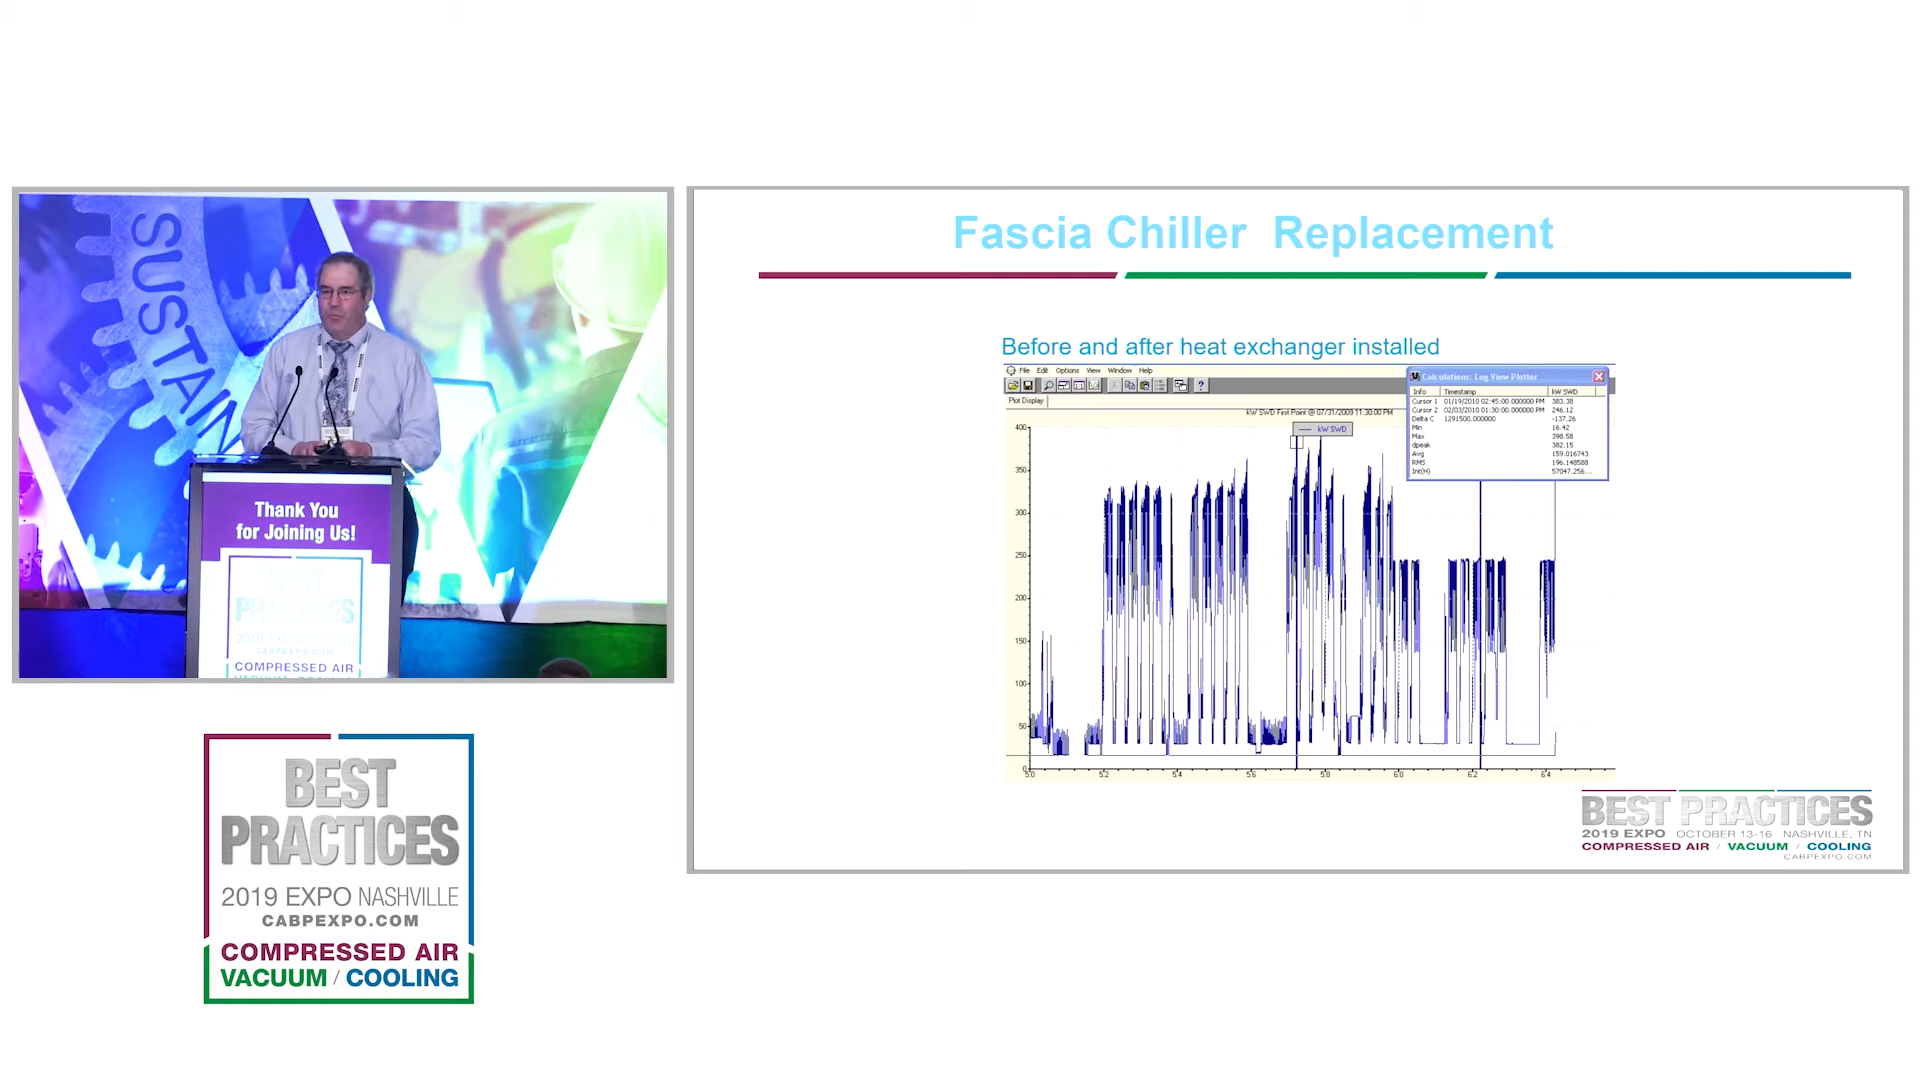 SUSTAIN
Y
Thank You
for Joining Us!
BEST
PRACTICES
2019 EXPO
CABPEXPO.COM
COMPRESSED AIR
BEST
PRACTICES
2019 EXPO NASHVILLE
CABPEXPO.COM
COMPRESSED AIR
VACUUM / COOLING
Fascia Chiller Replacement
Before and after heat exchanger installed
File Edit Options View Window Help
Plot Display
kW SWD First Point @ 07/31/2009 11:30:00 PM
kW SWD
Calculations: Log View Plotter
Info Timestamp kW SWD
Cursor 1 01/19/2010 02:45:00.000000 PM 383.38
Cursor 2 02/03/2010 01:30:00.000000 PM 246.12
Delta C 1291500.000000 -137.26
Min 16.42
Max 398.58
dpeak 382.15
Avg 159.016743
RMS 196.148588
Int(H) 57047.256...
400
350
300
250
200
150
100
50
0
5.0 5.2 5.4 5.6 5.8 6.0 6.2 6.4
BEST PRACTICES
2019 EXPO OCTOBER 13-16 NASHVILLE, TN
COMPRESSED AIR / VACUUM / COOLING
CABPEXPO.COM